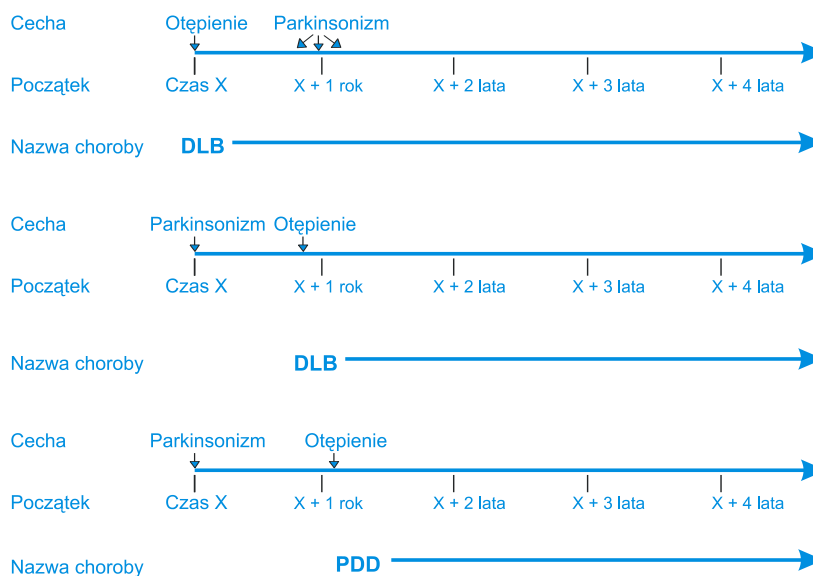 Cecha Otępienie Parkinsonizm
Początek Czas X X + 1 rok X + 2 lata X + 3 lata X + 4 lata
Nazwa choroby DLB
Cecha Parkinsonizm Otępienie
Początek Czas X X + 1 rok X + 2 lata X + 3 lata X + 4 lata
Nazwa choroby DLB
Cecha Parkinsonizm Otępienie
Początek Czas X X + 1 rok X + 2 lata X + 3 lata X + 4 lata
Nazwa choroby PDD